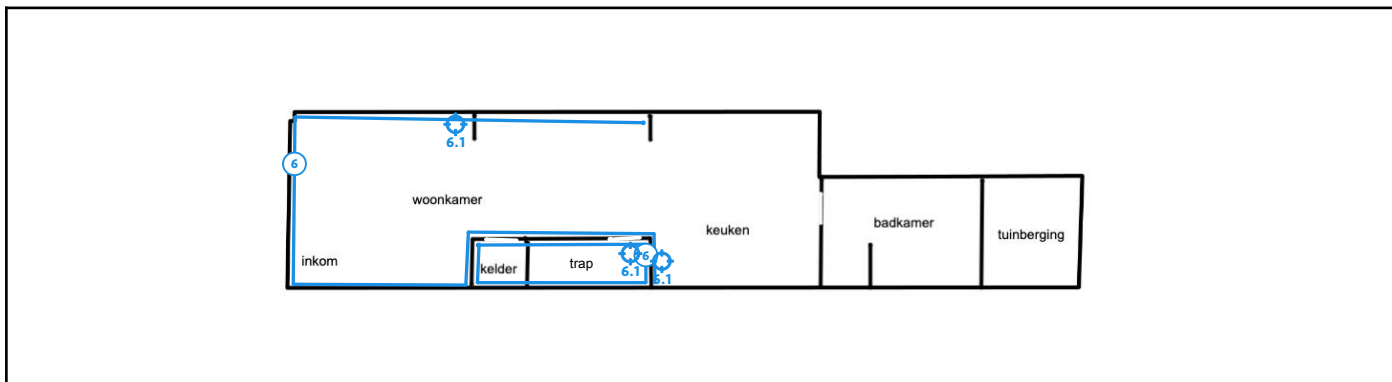 6
6.1
woonkamer
keuken
badkamer
tuinberging
inkom
kelder
trap
6
6.1
6.1